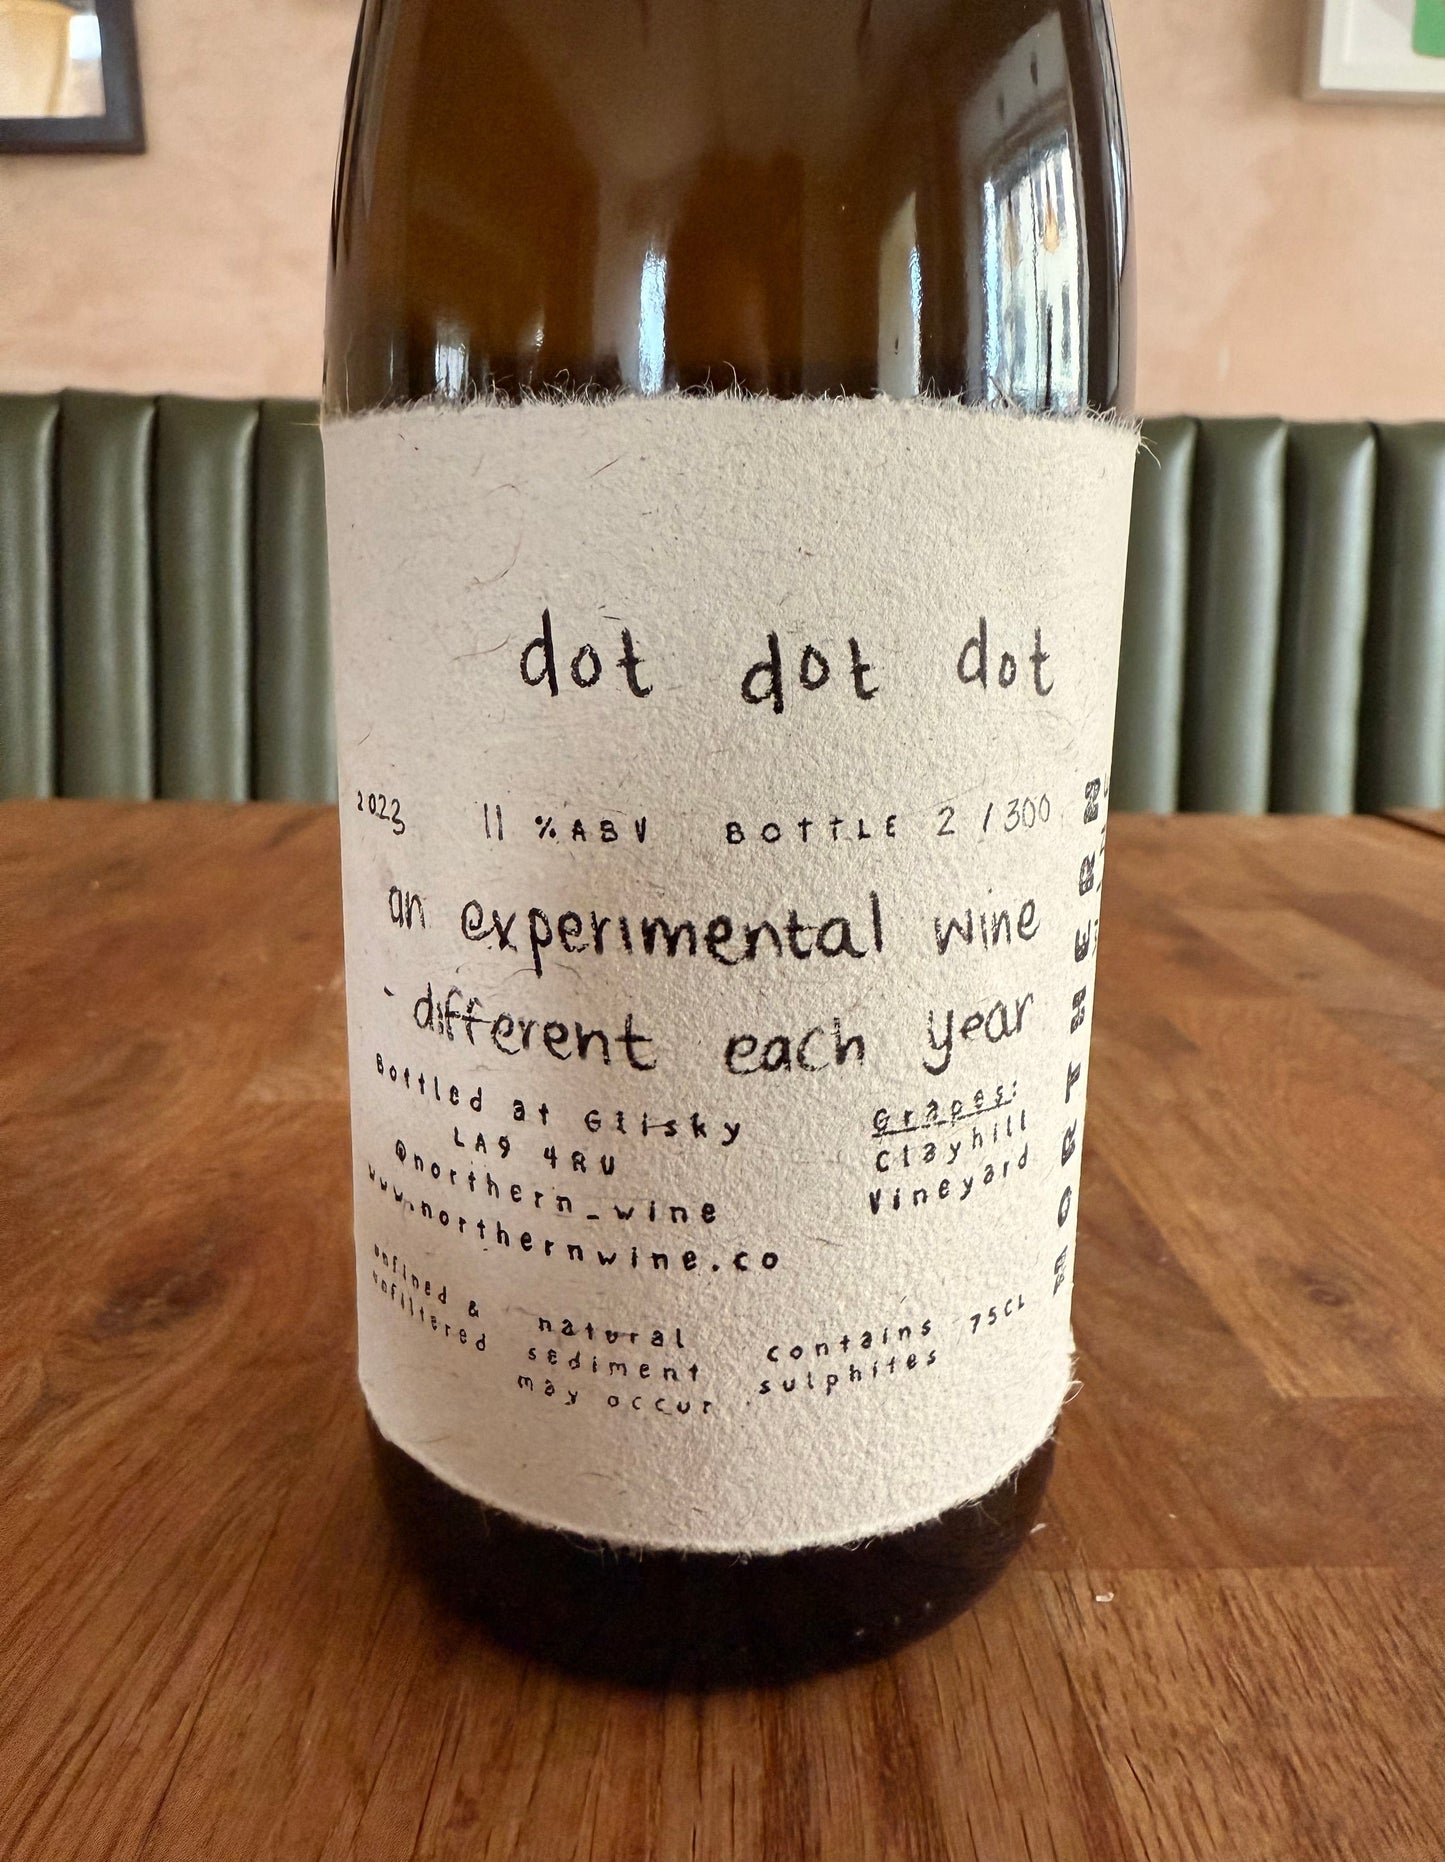 dot dot dot
2023 11 %ABV BOTTLE 2 / 300
an experimental wine
- different each year
Bottled at Gilsky
LA9 4RU
@northern_wine
www.northernwine.co
Grapes:
Clayhill
Vineyard
unfined &
unfiltered
natural
sediment
may occur
contains
sulphites
75CL
NORTHERN